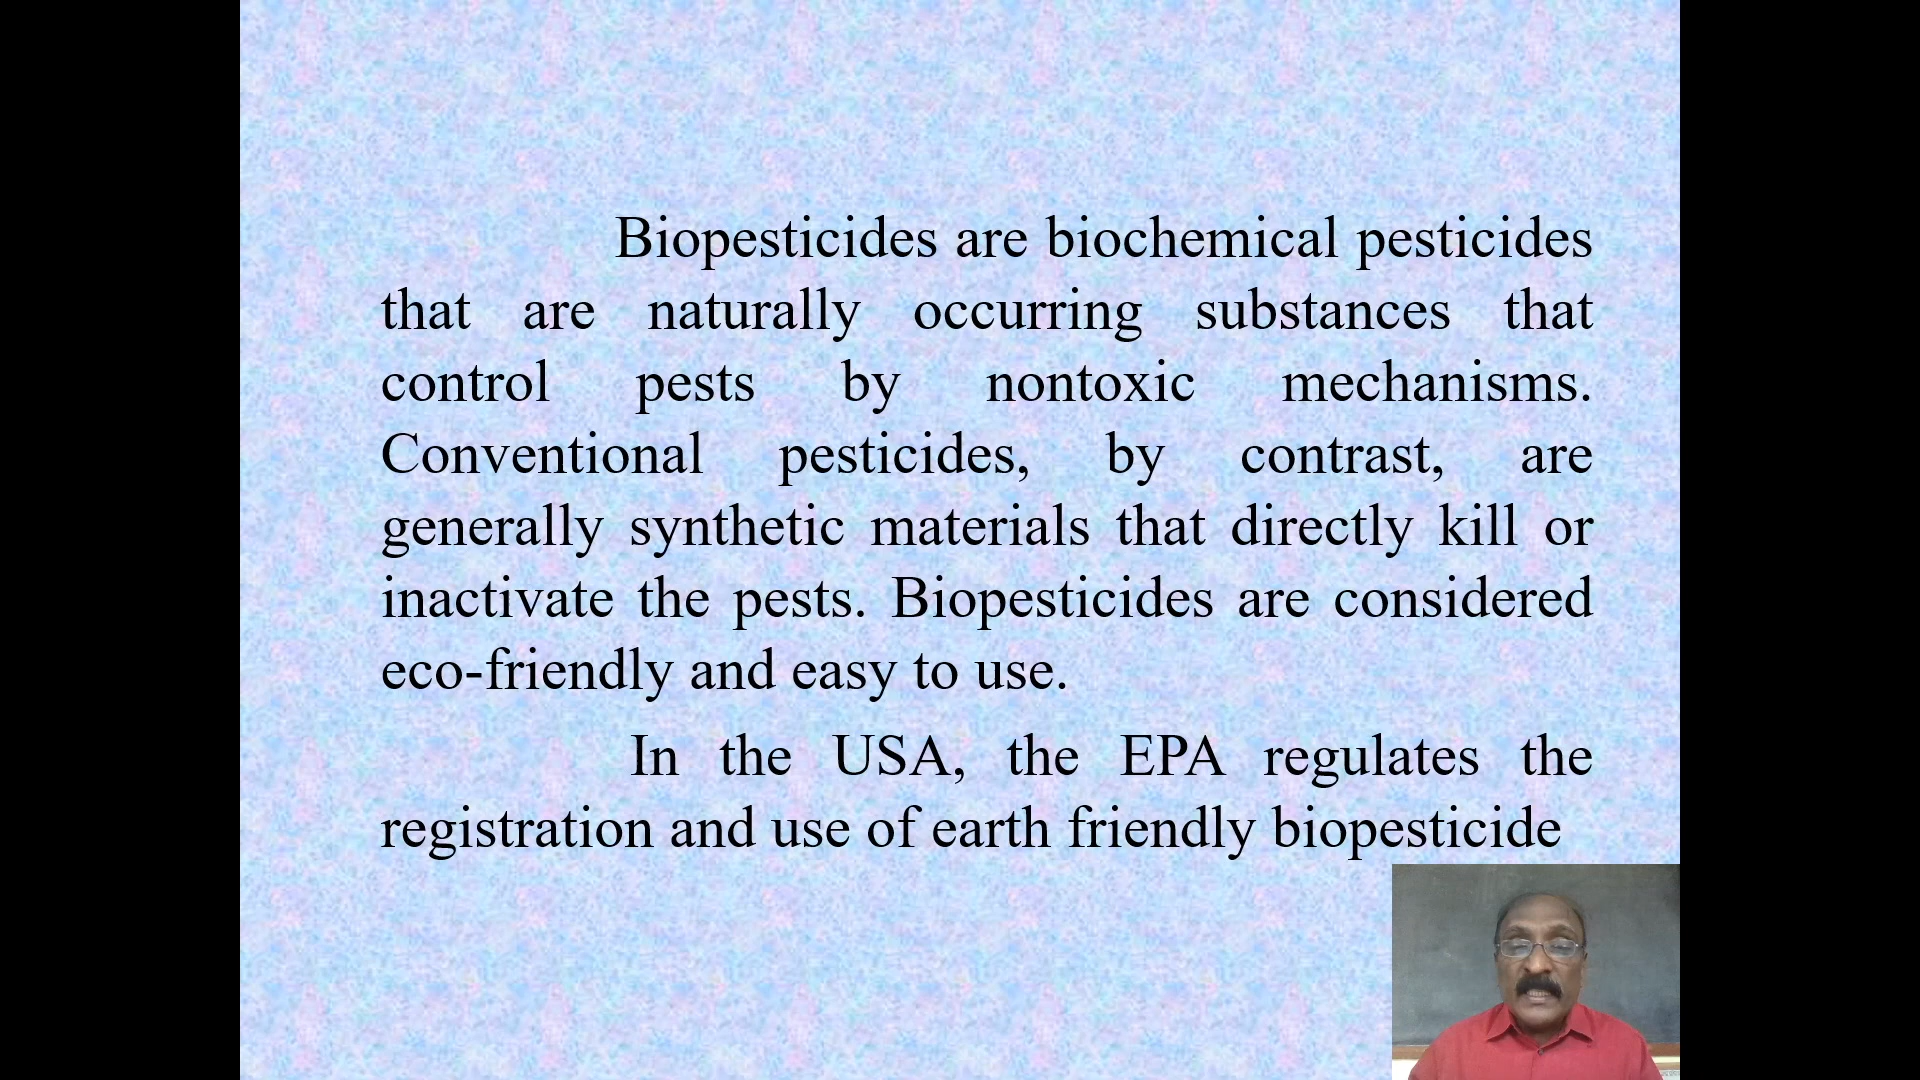 Biopesticides are biochemical pesticides
that are naturally occurring substances that
control pests by nontoxic mechanisms.
Conventional pesticides, by contrast, are
generally synthetic materials that directly kill or
inactivate the pests. Biopesticides are considered
eco-friendly and easy to use.
In the USA, the EPA regulates the
registration and use of earth friendly biopesticide